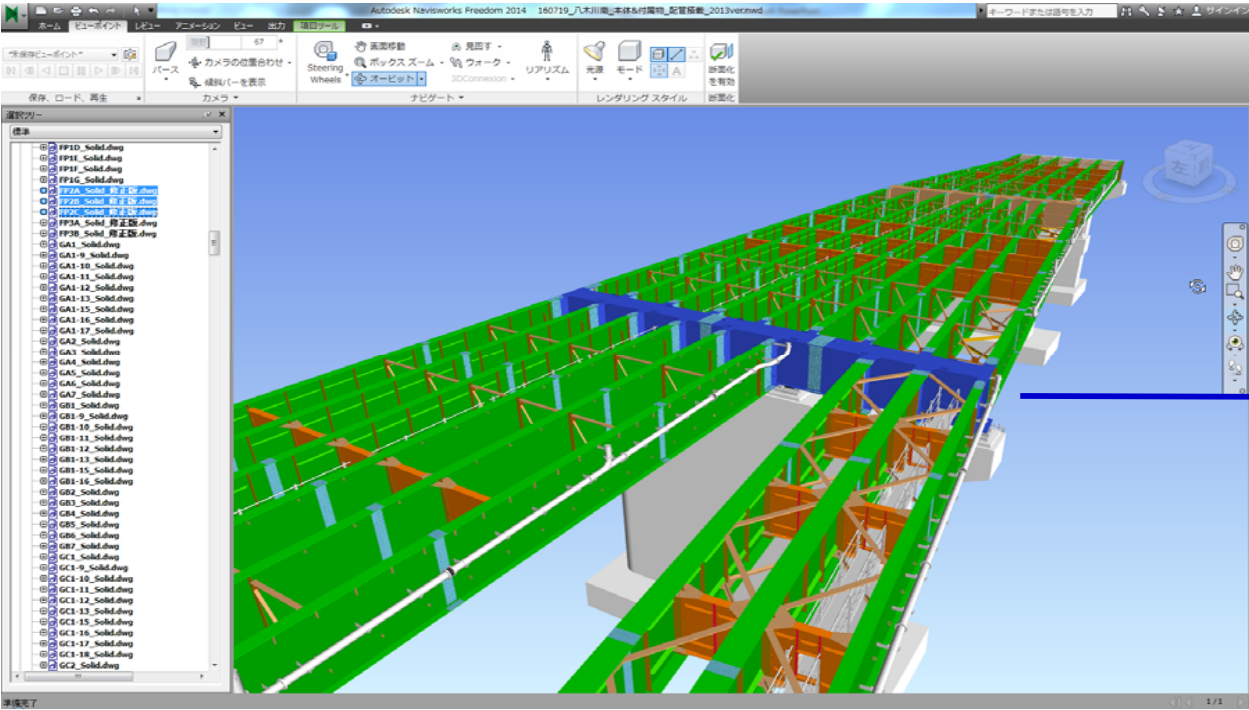 Autodesk Navisworks Freedom 2014 160719_八木川南_本体&付属物_配管搭載_2013ver.nwd
キーワードまたは語句を入力
サインイン
ホーム ビューポイント レビュー アニメーション ビュー 出力 項目ツール
67
画面移動 見回す
カメラの位置合わせ
ボックス ズーム ウォーク
パース
Steering Wheels
リアリズム
光源 モード
断面化を有効
傾斜バーを表示
オービット
3DConnexion
保存、ロード、再生 カメラ ナビゲート レンダリング スタイル 断面化
選択ツリー
標準
FP1D_Solid.dwg
FP1E_Solid.dwg
FP1F_Solid.dwg
FP1G_Solid.dwg
FP2A_Solid_修正版.dwg
FP2B_Solid_修正版.dwg
FP2C_Solid_修正版.dwg
FP3A_Solid_修正版.dwg
FP3B_Solid_修正版.dwg
GA1_Solid.dwg
GA1-9_Solid.dwg
GA1-10_Solid.dwg
GA1-11_Solid.dwg
GA1-12_Solid.dwg
GA1-13_Solid.dwg
GA1-15_Solid.dwg
GA1-16_Solid.dwg
GA1-17_Solid.dwg
GA2_Solid.dwg
GA3_Solid.dwg
GA4_Solid.dwg
GA5_Solid.dwg
GA6_Solid.dwg
GA7_Solid.dwg
GB1_Solid.dwg
GB1-9_Solid.dwg
GB1-10_Solid.dwg
GB1-11_Solid.dwg
GB1-12_Solid.dwg
GB1-13_Solid.dwg
GB1-15_Solid.dwg
GB1-16_Solid.dwg
GB2_Solid.dwg
GB3_Solid.dwg
GB4_Solid.dwg
GB5_Solid.dwg
GB6_Solid.dwg
GB7_Solid.dwg
GC1_Solid.dwg
GC1-9_Solid.dwg
GC1-10_Solid.dwg
GC1-11_Solid.dwg
GC1-12_Solid.dwg
GC1-13_Solid.dwg
GC1-15_Solid.dwg
GC1-16_Solid.dwg
GC1-17_Solid.dwg
GC1-18_Solid.dwg
GC2_Solid.dwg
左
準備完了
1/1